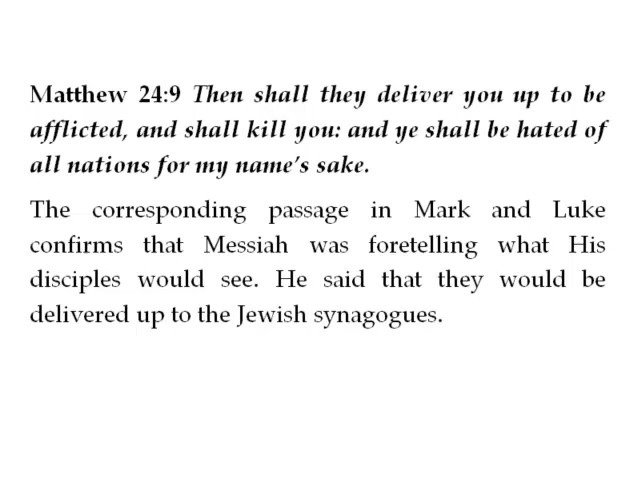 Matthew 24:9 Then shall they deliver you up to be
afflicted, and shall kill you: and ye shall be hated of
all nations for my name's sake.
The corresponding passage in Mark and Luke
confirms that Messiah was foretelling what His
disciples would see. He said that they would be
delivered up to the Jewish synagogues.